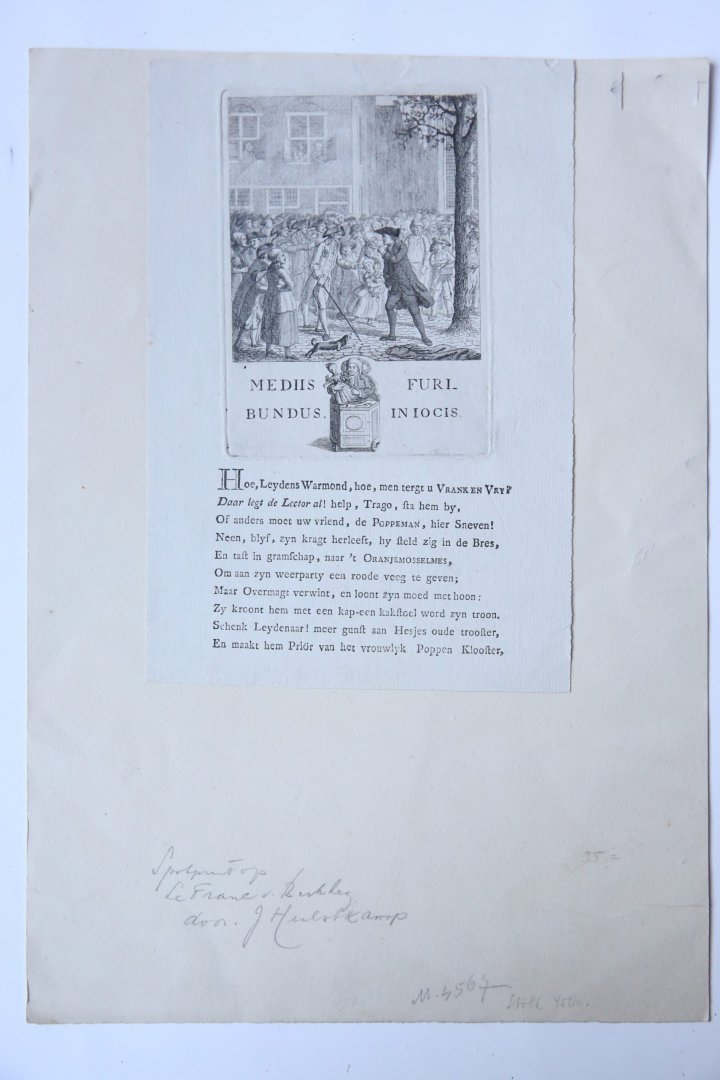 MEDIIS FURI-
BUNDUS. IN IOCIS.
Hoe, Leydens Warmond, hoe, men tergt u VRANK EN VRY?
Daar legt de Lector al! help, Trago, ſta hem by,
Of anders moet uw vriend, de POPPEMAN, hier Sneven!
Neen, blyf, zyn kragt herleeft, hy ſteld zig in de Bres,
En taſt in gramſchap, naar 't ORANJEMOSSELMES,
Om aan zyn weerparty een roode veeg te geven;
Maar Overmagt verwint, en loont zyn moed met hoon:
Zy kroont hem met een kap-een kakſtoel word zyn troon.
Schenk Leydenaar! meer gunſt aan Hesjes oude trooſter,
En maakt hem Priör van het vrouwlyk Poppen Klooſter,
Spotprent op
Le Franc v. Berkhey
door. J Hulstkamp
35.=
M. 4567